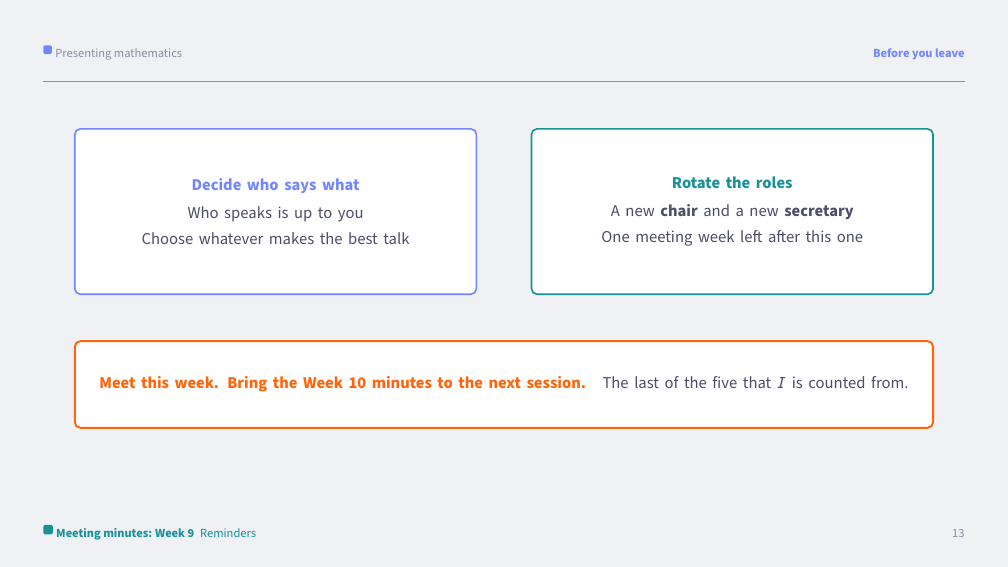 Presenting mathematics
Before you leave
Decide who says what
Who speaks is up to you
Choose whatever makes the best talk
Rotate the roles
A new chair and a new secretary
One meeting week left after this one
Meet this week. Bring the Week 10 minutes to the next session. The last of the five that I is counted from.
Meeting minutes: Week 9 Reminders
13